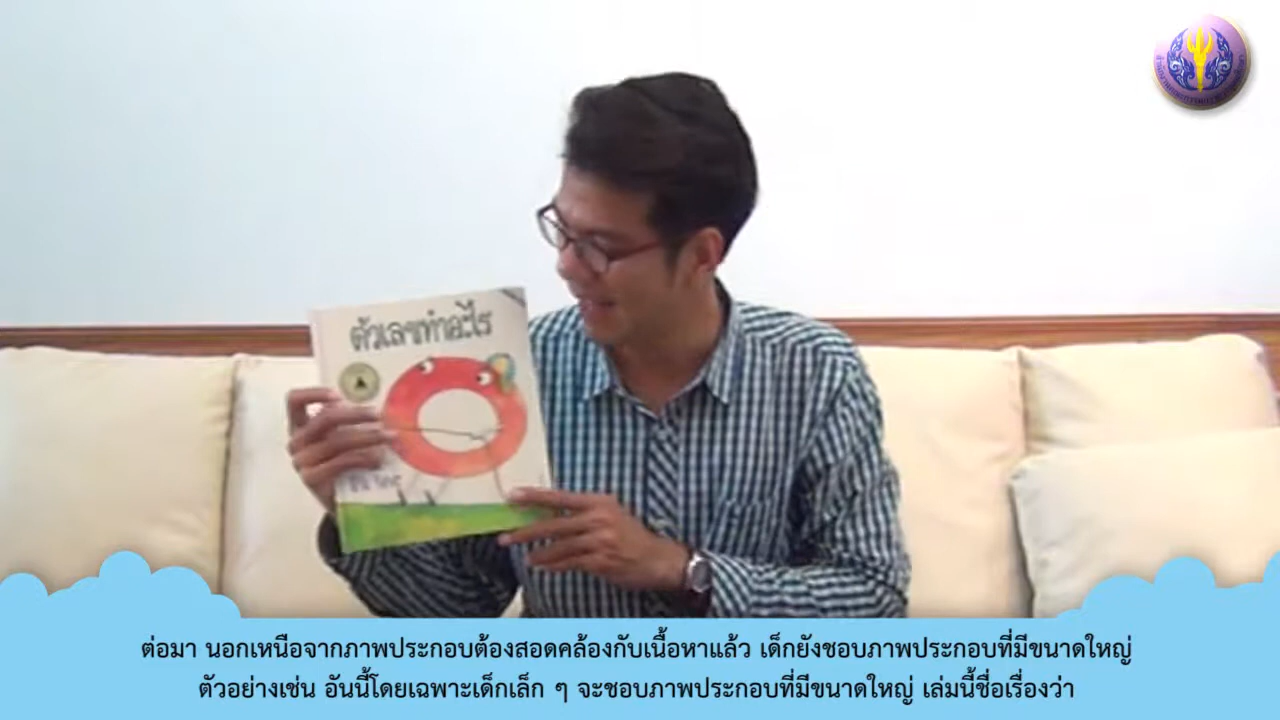 ตัวเลขทำอะไร
ต่อมา นอกเหนือจากภาพประกอบต้องสอดคล้องกับเนื้อหาแล้ว เด็กยังชอบภาพประกอบที่มีขนาดใหญ่
ตัวอย่างเช่น อันนี้โดยเฉพาะเด็กเล็ก ๆ จะชอบภาพประกอบที่มีขนาดใหญ่ เล่มนี้ชื่อเรื่องว่า